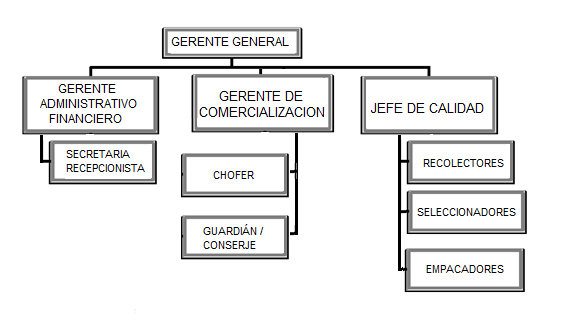 GERENTE GENERAL
GERENTE
ADMINISTRATIVO
FINANCIERO
GERENTE DE
COMERCIALIZACION
JEFE DE CALIDAD
SECRETARIA
RECEPCIONISTA
CHOFER
RECOLECTORES
GUARDIÁN /
CONSERJE
SELECCIONADORES
EMPACADORES